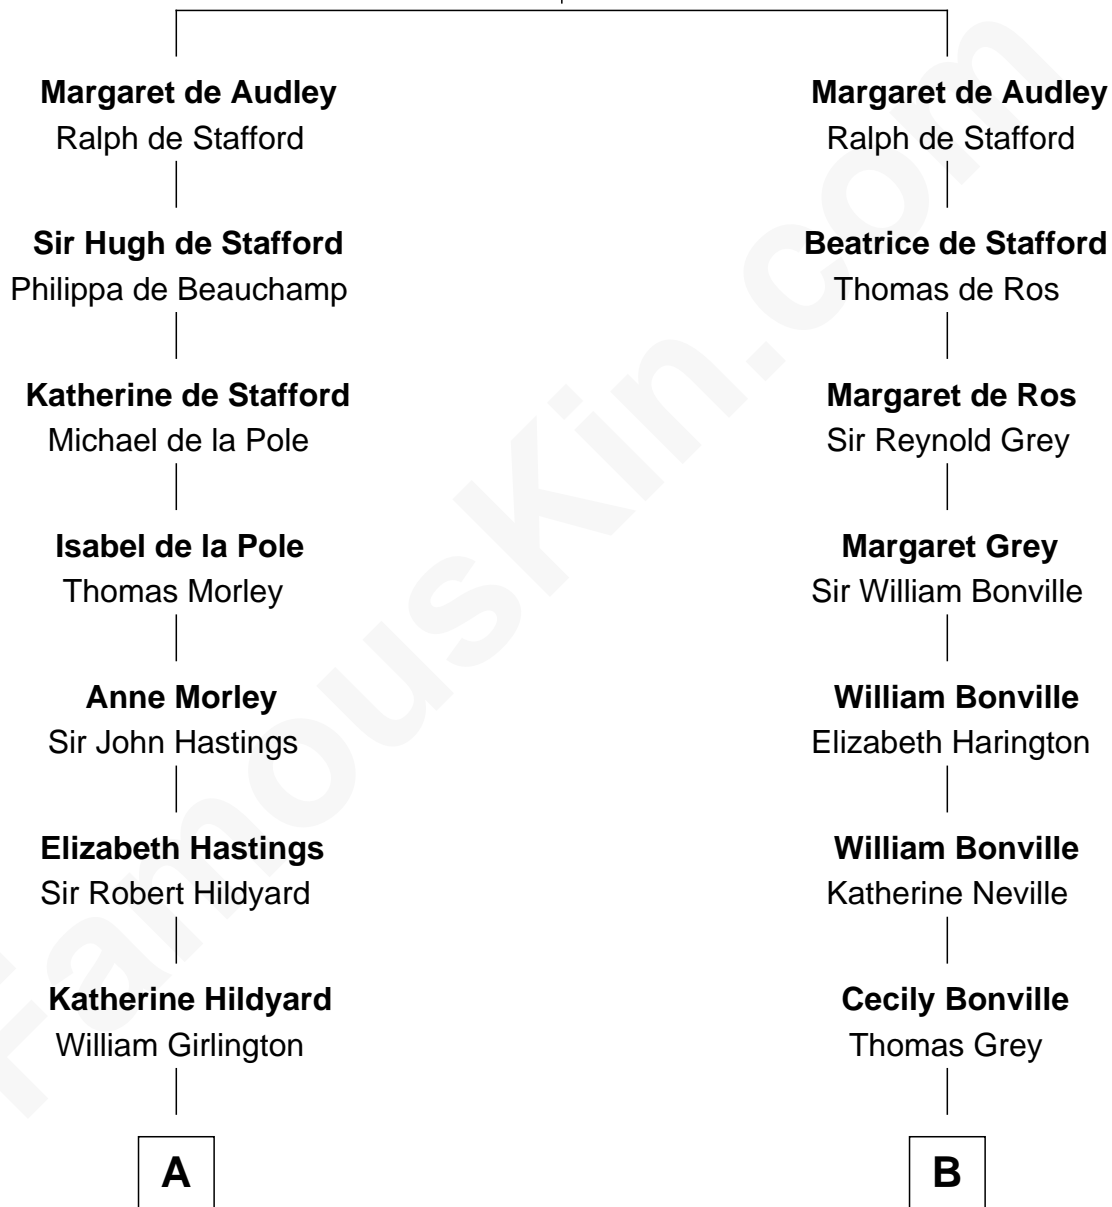 Margaret de Audley
Ralph de Stafford
Sir Hugh de Stafford
Philippa de Beauchamp
Katherine de Stafford
Michael de la Pole
Isabel de la Pole
Thomas Morley
Anne Morley
Sir John Hastings
Elizabeth Hastings
Sir Robert Hildyard
Katherine Hildyard
William Girlington
A
Margaret de Audley
Ralph de Stafford
Beatrice de Stafford
Thomas de Ros
Margaret de Ros
Sir Reynold Grey
Margaret Grey
Sir William Bonville
William Bonville
Elizabeth Harington
William Bonville
Katherine Neville
Cecily Bonville
Thomas Grey
B
FamousKin.com